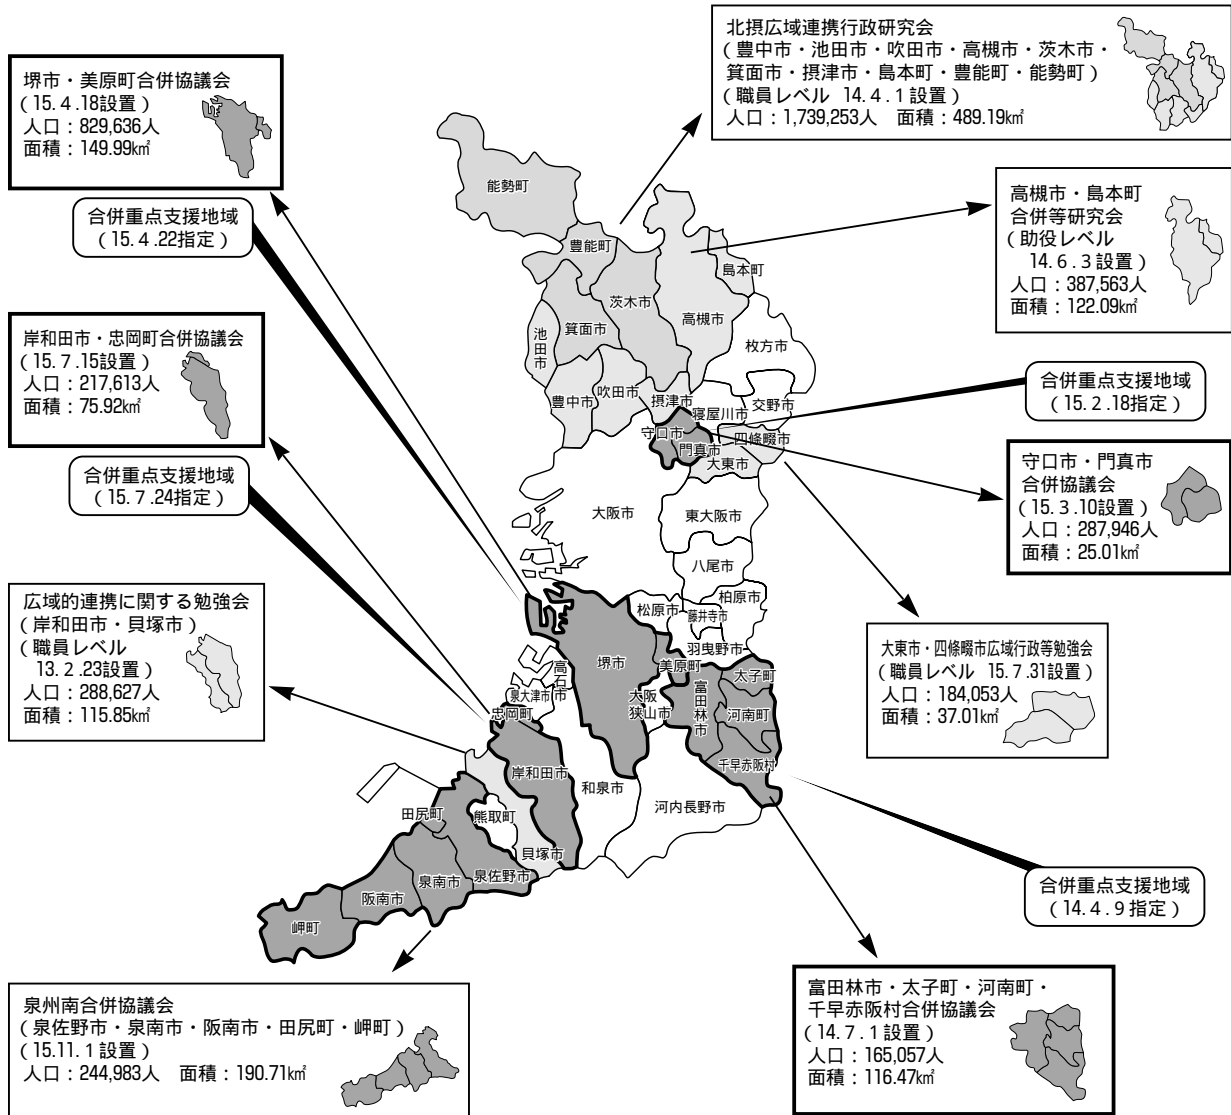 北摂広域連携行政研究会
（豊中市・池田市・吹田市・高槻市・茨木市・
箕面市・摂津市・島本町・豊能町・能勢町）
（職員レベル 14.4.1設置）
人口：1,739,253人　面積：489.19㎢
堺市・美原町合併協議会
（15.4.18設置）
人口：829,636人
面積：149.99㎢
合併重点支援地域
（15.4.22指定）
高槻市・島本町
合併等研究会
（助役レベル
14.6.3設置）
人口：387,563人
面積：122.09㎢
岸和田市・忠岡町合併協議会
（15.7.15設置）
人口：217,613人
面積：75.92㎢
合併重点支援地域
（15.2.18指定）
合併重点支援地域
（15.7.24指定）
守口市・門真市
合併協議会
（15.3.10設置）
人口：287,946人
面積：25.01㎢
広域的連携に関する勉強会
（岸和田市・貝塚市）
（職員レベル
13.2.23設置）
人口：288,627人
面積：115.85㎢
大東市・四條畷市広域行政等勉強会
（職員レベル 15.7.31設置）
人口：184,053人
面積：37.01㎢
合併重点支援地域
（14.4.9指定）
泉州南合併協議会
（泉佐野市・泉南市・阪南市・田尻町・岬町）
（15.11.1設置）
人口：244,983人　面積：190.71㎢
富田林市・太子町・河南町・
千早赤阪村合併協議会
（14.7.1設置）
人口：165,057人
面積：116.47㎢
能勢町
豊能町
島本町
茨木市
高槻市
池田市
箕面市
枚方市
吹田市
豊中市
摂津市
寝屋川市
交野市
守口市
門真市
四條畷市
大東市
大阪市
東大阪市
八尾市
柏原市
松原市
藤井寺市
羽曳野市
堺市
美原町
高石市
泉大津市
忠岡町
大阪
狭山市
富田林市
太子町
河南町
千早赤阪村
岸和田市
和泉市
河内長野市
田尻町
熊取町
貝塚市
泉佐野市
泉南市
阪南市
岬町